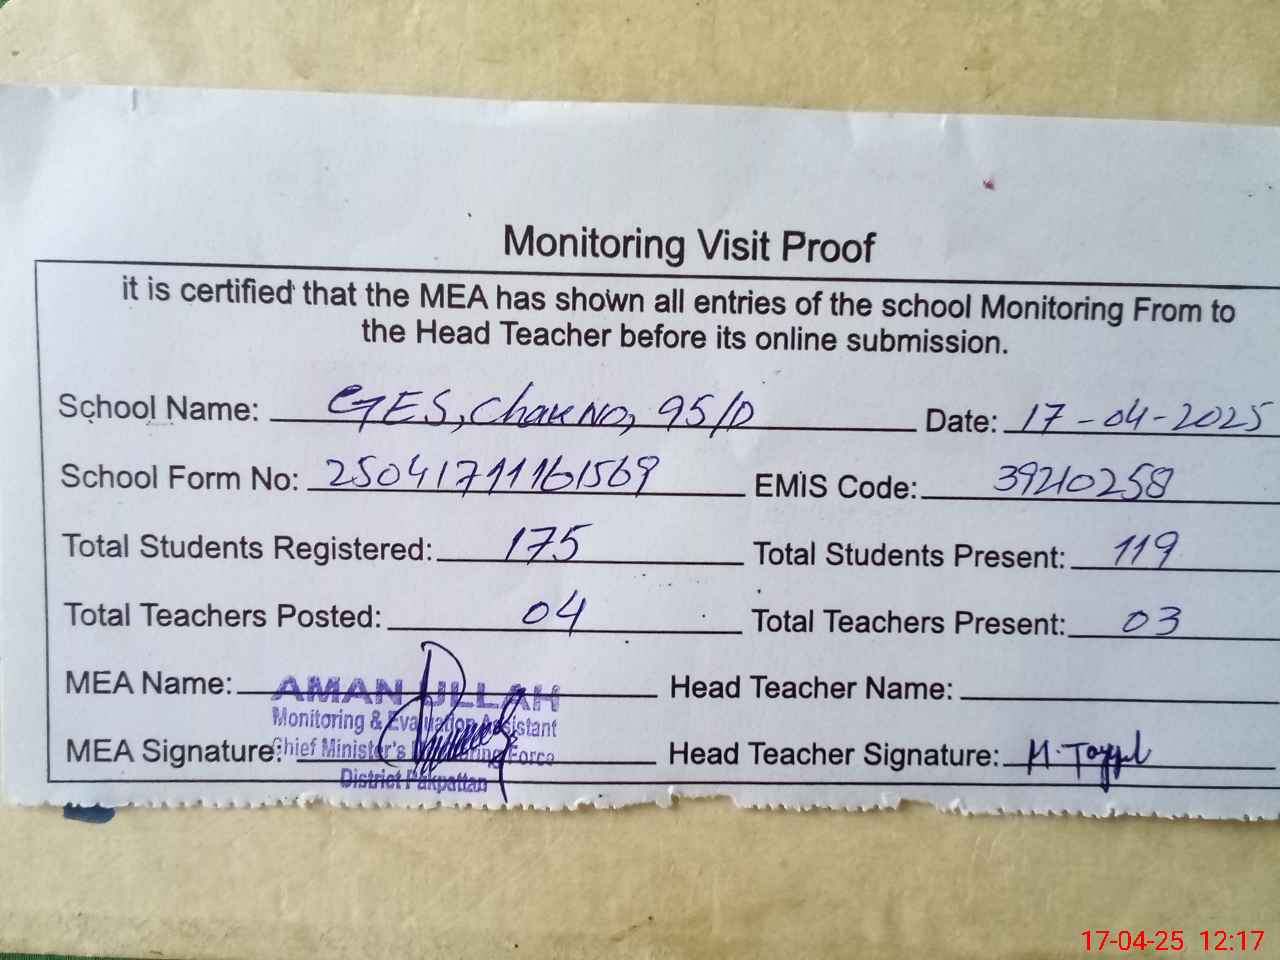 Monitoring Visit Proof
it is certified that the MEA has shown all entries of the school Monitoring From to
the Head Teacher before its online submission.
School Name: GES, Chak NO, 95/D Date: 17-04-2025
School Form No: 25041711161569 EMIS Code: 39210258
Total Students Registered: 175 Total Students Present: 119
Total Teachers Posted: 04 Total Teachers Present: 03
MEA Name: AMAN ULLAH Head Teacher Name:
Monitoring & Evaluation Assistant
MEA Signature: Chief Minister's Monitoring Force Head Teacher Signature: M.
District Pakpattan
17-04-25 12:17